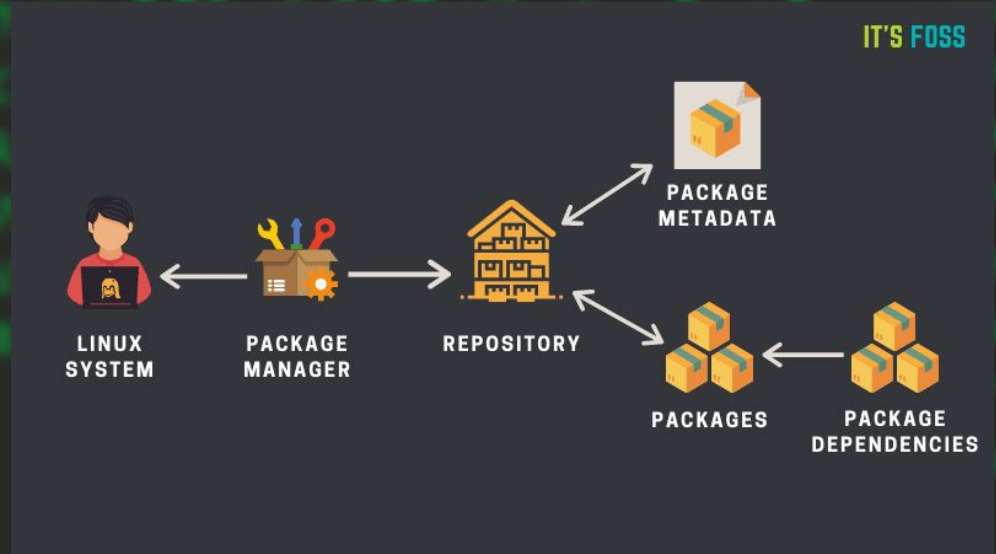 IT'S FOSS
PACKAGE
METADATA
LINUX
SYSTEM
PACKAGE
MANAGER
REPOSITORY
PACKAGES
PACKAGE
DEPENDENCIES